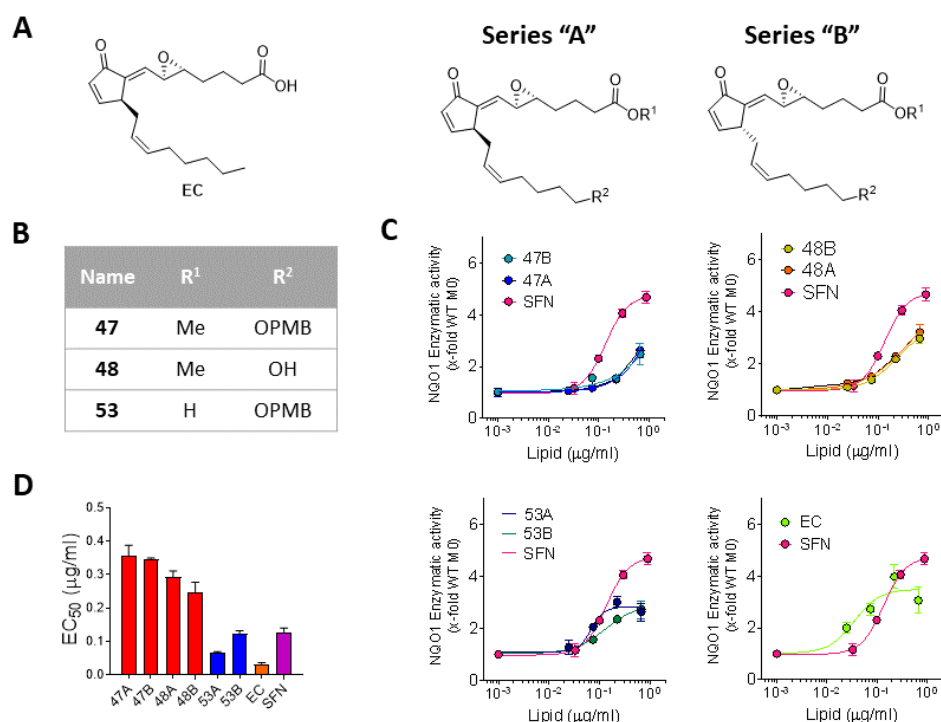 A
O
O
O
OH
EC
Series “A”
O
O
O
OR¹
R²
Series “B”
O
O
O
OR¹
R²
B
Name R¹ R²
47 Me OPMB
48 Me OH
53 H OPMB
C
NQO1 Enzymatic activity
(x-fold WT M0)
6
4
2
0
47B
47A
SFN
10⁻³ 10⁻² 10⁻¹ 10⁰
Lipid (μg/ml)
NQO1 Enzymatic activity
(x-fold WT M0)
6
4
2
0
48B
48A
SFN
10⁻³ 10⁻² 10⁻¹ 10⁰
Lipid (μg/ml)
D
EC₅₀ (μg/ml)
0.5
0.4
0.3
0.2
0.1
0.0
47A 47B 48A 48B 53A 53B EC SFN
NQO1 Enzymatic activity
(x-fold WT M0)
6
4
2
0
53A
53B
SFN
10⁻³ 10⁻² 10⁻¹ 10⁰
Lipid (μg/ml)
NQO1 Enzymatic activity
(x-fold WT M0)
6
4
2
0
EC
SFN
10⁻³ 10⁻² 10⁻¹ 10⁰
Lipid (μg/ml)